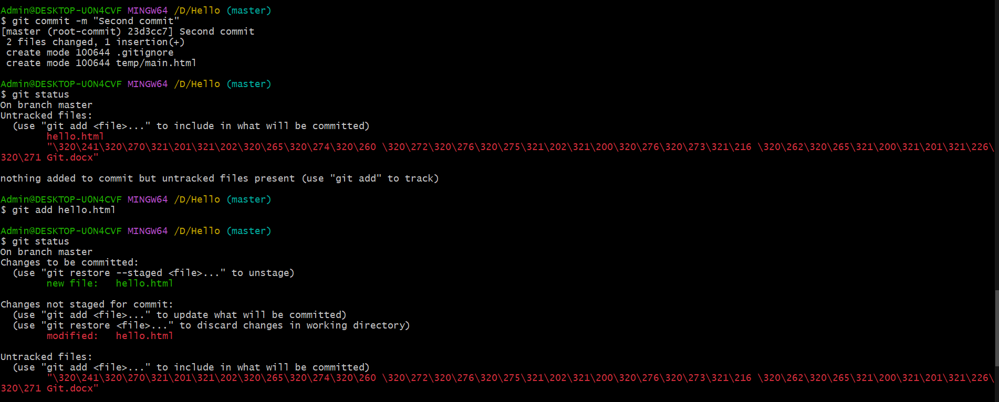 Admin@DESKTOP-U0N4CVF MINGW64 /D/Hello (master)
$ git commit -m "Second commit"
[master (root-commit) 23d3cc7] Second commit
 2 files changed, 1 insertion(+)
 create mode 100644 .gitignore
 create mode 100644 temp/main.html

Admin@DESKTOP-U0N4CVF MINGW64 /D/Hello (master)
$ git status
On branch master
Untracked files:
  (use "git add <file>..." to include in what will be committed)
        hello.html
        "\320\241\320\270\321\201\321\202\320\265\320\274\320\260 \320\272\320\276\320\275\321\202\321\200\320\276\320\273\321\216 \320\262\320\265\321\200\321\201\321\226\
320\271 Git.docx"

nothing added to commit but untracked files present (use "git add" to track)

Admin@DESKTOP-U0N4CVF MINGW64 /D/Hello (master)
$ git add hello.html

Admin@DESKTOP-U0N4CVF MINGW64 /D/Hello (master)
$ git status
On branch master
Changes to be committed:
  (use "git restore --staged <file>..." to unstage)
        new file:   hello.html

Changes not staged for commit:
  (use "git add <file>..." to update what will be committed)
  (use "git restore <file>..." to discard changes in working directory)
        modified:   hello.html

Untracked files:
  (use "git add <file>..." to include in what will be committed)
        "\320\241\320\270\321\201\321\202\320\265\320\274\320\260 \320\272\320\276\320\275\321\202\321\200\320\276\320\273\321\216 \320\262\320\265\321\200\321\201\321\226\
320\271 Git.docx"